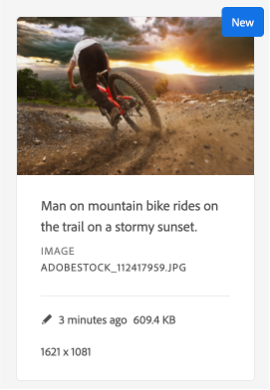 New
Man on mountain bike rides on
the trail on a stormy sunset.
IMAGE
ADOBESTOCK_112417959.JPG
3 minutes ago 609.4 KB
1621 x 1081